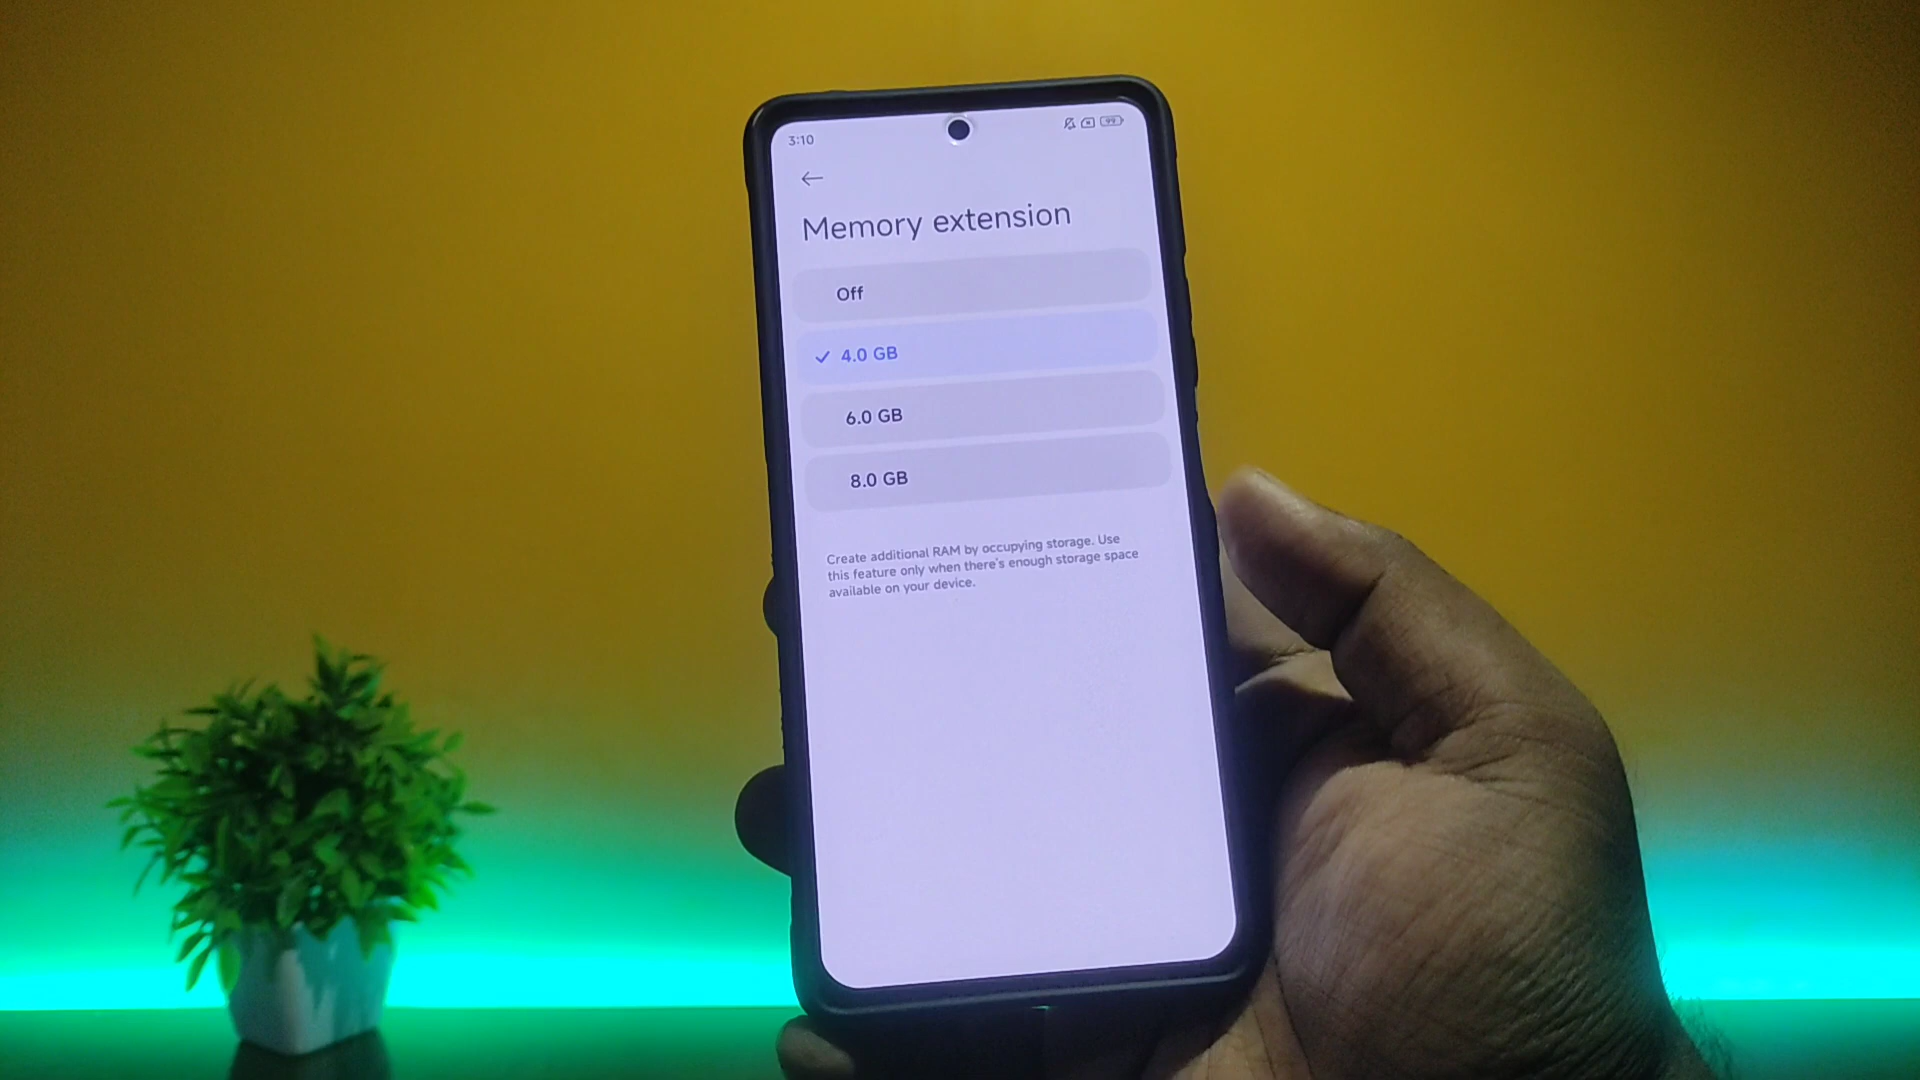 3:10
99
Memory extension
Off
4.0 GB
6.0 GB
8.0 GB
Create additional RAM by occupying storage. Use
this feature only when there's enough storage space
available on your device.